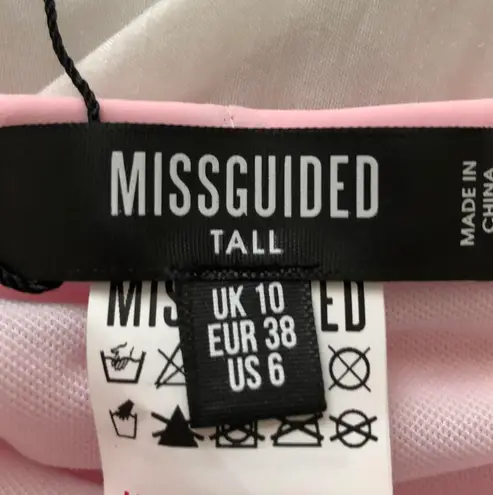 MISSGUIDED
TALL
MADE IN
CHINA
UK 10
EUR 38
US 6